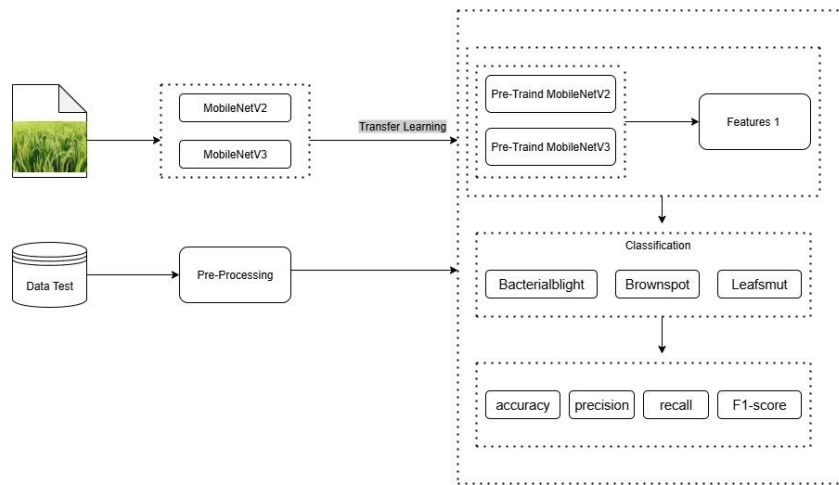 MobileNetV2
MobileNetV3
Transfer Learning
Pre-Traind MobileNetV2
Pre-Traind MobileNetV3
Features 1
Data Test
Pre-Processing
Classification
Bacterialblight
Brownspot
Leafsmut
accuracy
precision
recall
F1-score